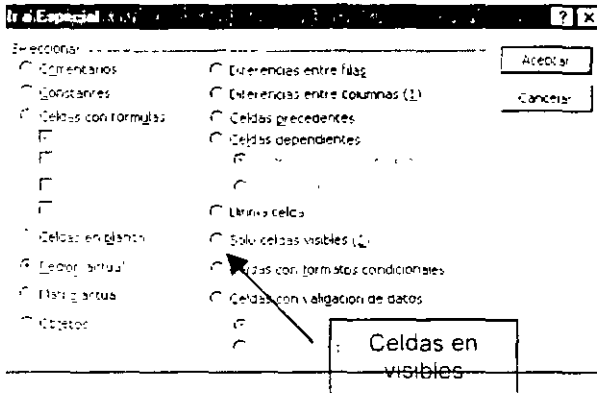 Ir a Especial
Seleccionar
Comentarios
Constantes
Celdas con fórmulas
Celdas en blanco
Región actual
Matriz actual
Objetos
Diferencias entre filas
Diferencias entre columnas (1)
Celdas precedentes
Celdas dependientes
Última celda
Sólo celdas visibles (2)
Celdas con formatos condicionales
Celdas con validación de datos
Aceptar
Cancelar
Celdas en
visibles